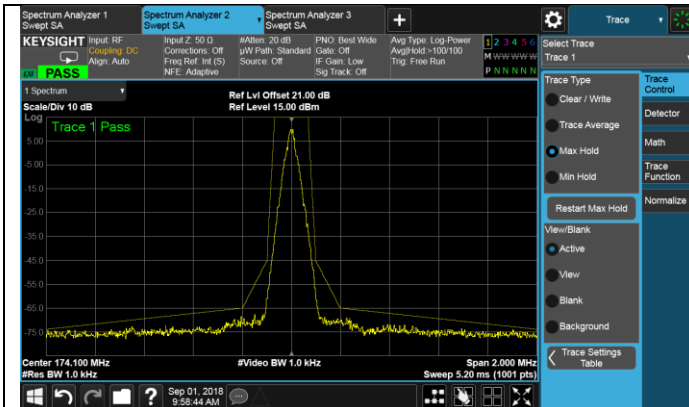 Spectrum Analyzer 1
Swept SA
Spectrum Analyzer 2
Swept SA
Spectrum Analyzer 3
Swept SA
+
Trace
KEYSIGHT
Input: RF
Coupling: DC
Align: Auto
Input Z: 50 Ω
Corrections: Off
Freq Ref: Int (S)
NFE: Adaptive
#Atten: 20 dB
µW Path: Standard
Source: Off
PNO: Best Wide
Gate: Off
IF Gain: Low
Sig Track: Off
Avg Type: Log-Power
Avg|Hold:>100/100
Trig: Free Run
1 2 3 4 5 6
M W W W W W
P N N N N N
LXI
PASS
Select Trace
Trace 1
1 Spectrum
Scale/Div 10 dB
Ref Lvl Offset 21.00 dB
Ref Level 15.00 dBm
Log
Trace 1 Pass
5.00
-5.00
-15.0
-25.0
-35.0
-45.0
-55.0
-65.0
-75.0
Center 174.100 MHz
#Res BW 1.0 kHz
#Video BW 1.0 kHz
Span 2.000 MHz
Sweep 5.20 ms (1001 pts)
Trace Type
Clear / Write
Trace Average
Max Hold
Min Hold
Restart Max Hold
View/Blank
Active
View
Blank
Background
Trace Settings
Table
Trace
Control
Detector
Math
Trace
Function
Normalize
?
Sep 01, 2018
9:58:44 AM